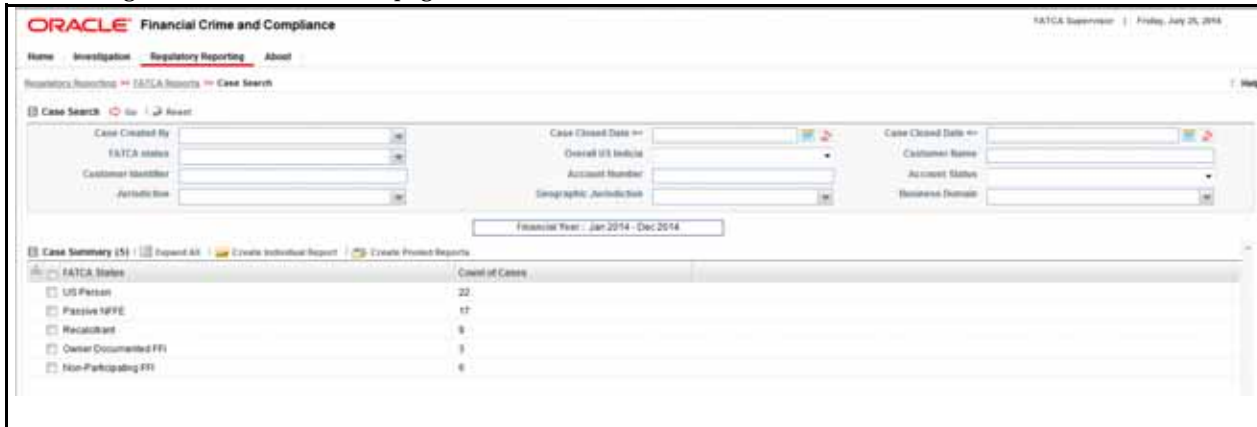 ORACLE Financial Crime and Compliance
FATCA Supervisor | Friday, July 25, 2014
Home Investigation Regulatory Reporting About
Regulatory Reporting >> FATCA Reports >> Case Search
? Help
Case Search Go | Reset
Case Created By Case Closed Date >= Case Closed Date <=
FATCA status Overall US Indicia Customer Name
Customer Identifier Account Number Account Status
Jurisdiction Geographic Jurisdiction Business Domain
Financial Year : Jan 2014 - Dec 2014
Case Summary (5) | Expand All | Create Individual Report | Create Pooled Reports
FATCA Status Count of Cases
US Person 22
Passive NFFE 17
Recalcitrant
Owner Documented FFI 3
Non-Participating FFI 6